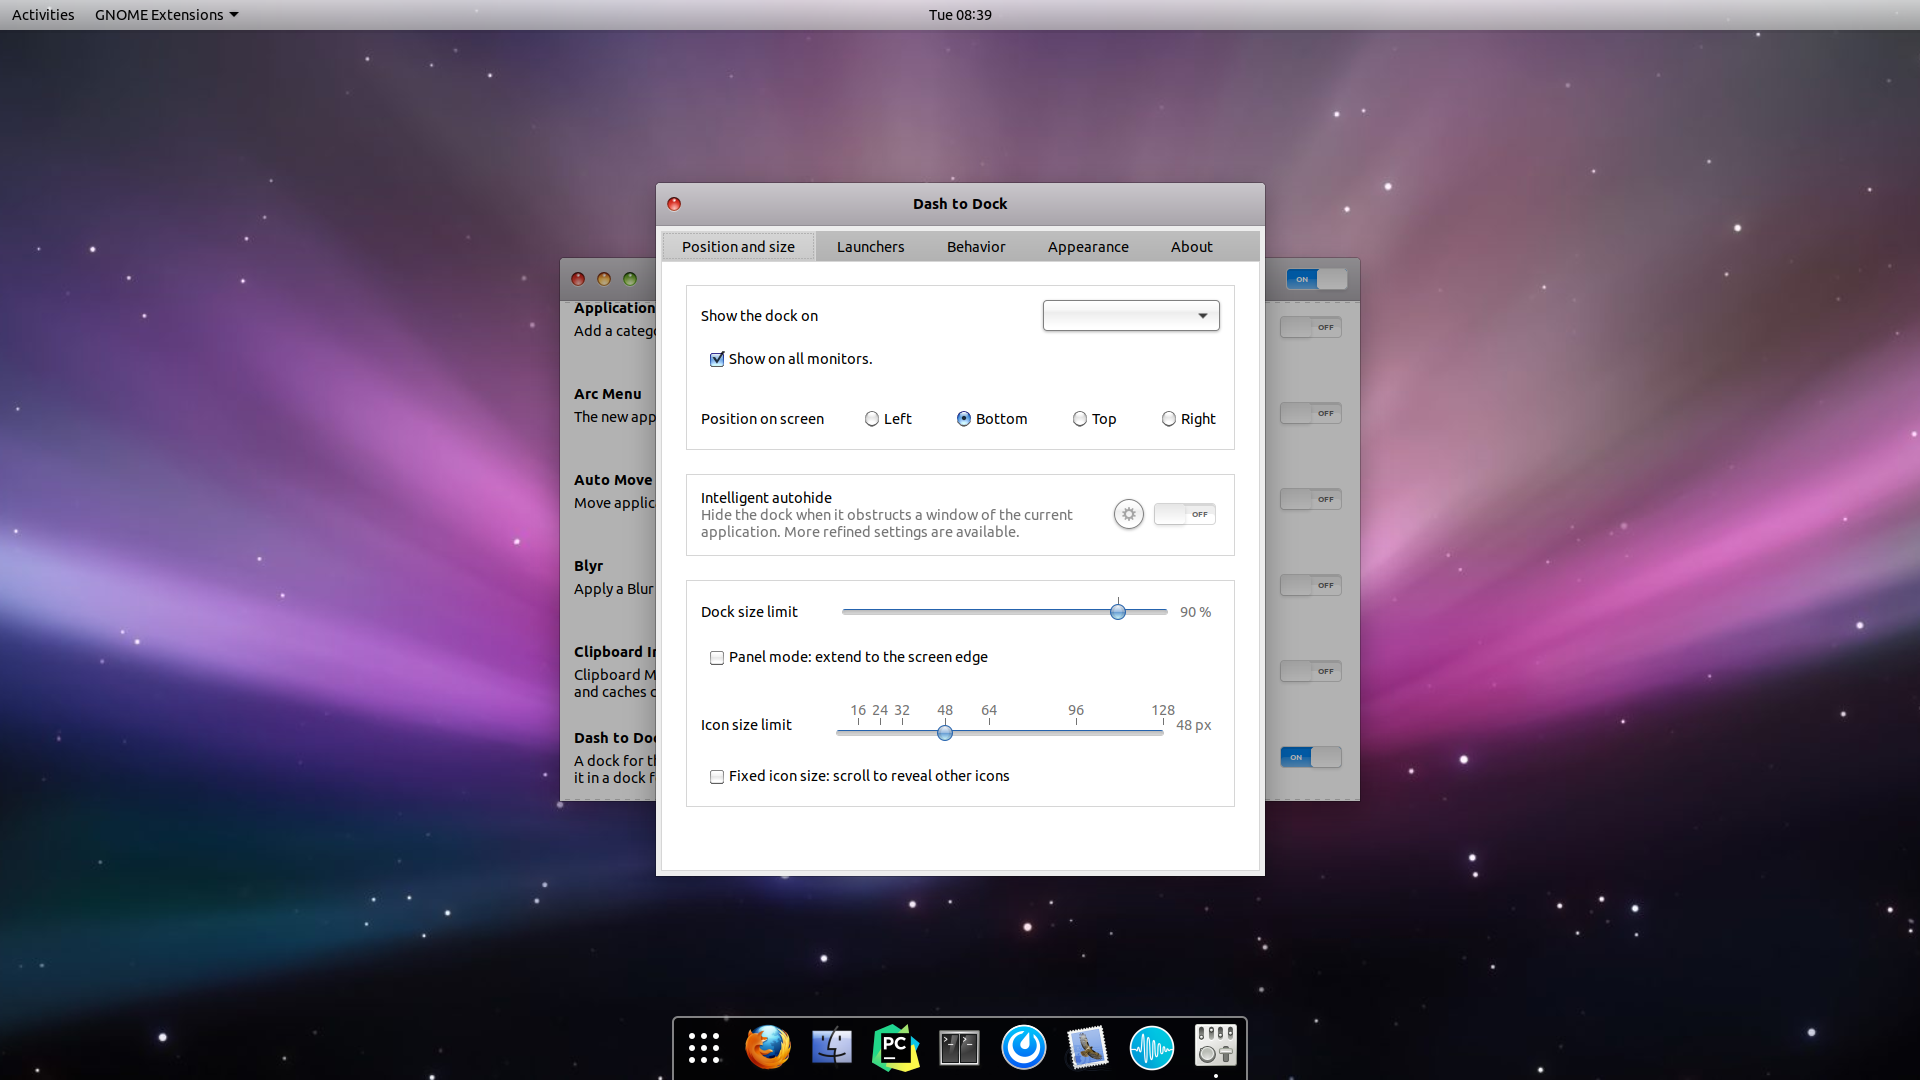 Activities GNOME Extensions Tue 08:39
Dash to Dock
Position and size Launchers Behavior Appearance About
ON
Show the dock on
Show on all monitors.
Position on screen Left Bottom Top Right
Intelligent autohide
Hide the dock when it obstructs a window of the current
application. More refined settings are available.
OFF
Dock size limit 90 %
Panel mode: extend to the screen edge
16 24 32 48 64 96 128
Icon size limit 48 px
Fixed icon size: scroll to reveal other icons
Application
Add a categ
OFF
Arc Menu
The new app
OFF
Auto Move
Move applic
OFF
Blyr
Apply a Blur
OFF
Clipboard I
Clipboard M
and caches
OFF
Dash to Do
A dock for t
it in a dock f
ON
PC